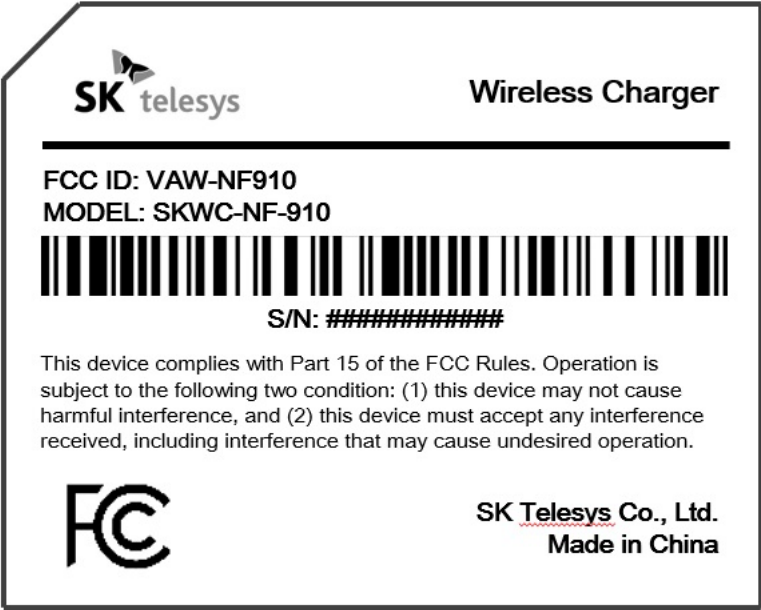 SK telesys
Wireless Charger
FCC ID: VAW-NF910
MODEL: SKWC-NF-910
S/N: ############
This device complies with Part 15 of the FCC Rules. Operation is
subject to the following two condition: (1) this device may not cause
harmful interference, and (2) this device must accept any interference
received, including interference that may cause undesired operation.
FC
SK Telesys Co., Ltd.
Made in China